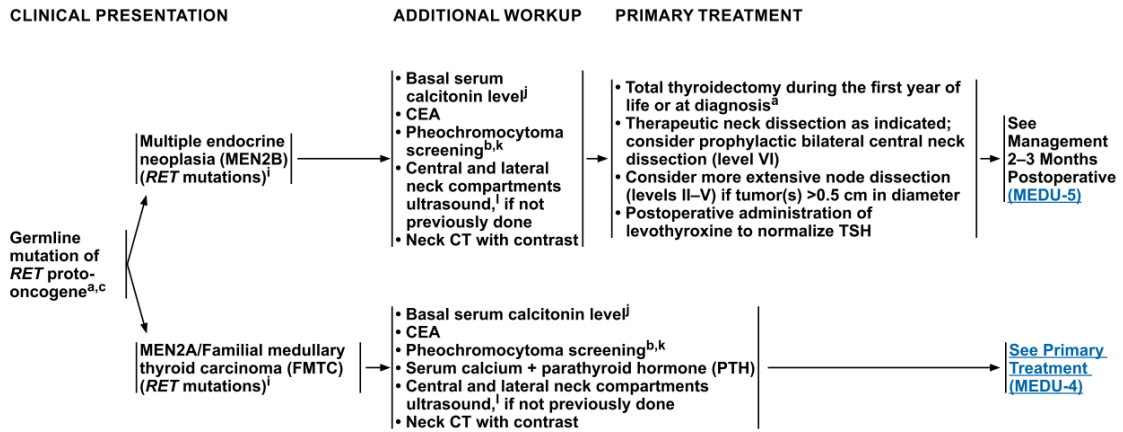 CLINICAL PRESENTATION
ADDITIONAL WORKUP
PRIMARY TREATMENT
Germline
mutation of
RET proto-
oncogenea,c
Multiple endocrine
neoplasia (MEN2B)
(RET mutations)i
• Basal serum
calcitonin levelj
• CEA
• Pheochromocytoma
screeningb,k
• Central and lateral
neck compartments
ultrasound,l if not
previously done
• Neck CT with contrast
• Total thyroidectomy during the first year of
life or at diagnosisa
• Therapeutic neck dissection as indicated;
consider prophylactic bilateral central neck
dissection (level VI)
• Consider more extensive node dissection
(levels II–V) if tumor(s) >0.5 cm in diameter
• Postoperative administration of
levothyroxine to normalize TSH
See
Management
2–3 Months
Postoperative
(MEDU-5)
MEN2A/Familial medullary
thyroid carcinoma (FMTC)
(RET mutations)i
• Basal serum calcitonin levelj
• CEA
• Pheochromocytoma screeningb,k
• Serum calcium + parathyroid hormone (PTH)
• Central and lateral neck compartments
ultrasound,l if not previously done
• Neck CT with contrast
See Primary
Treatment
(MEDU-4)